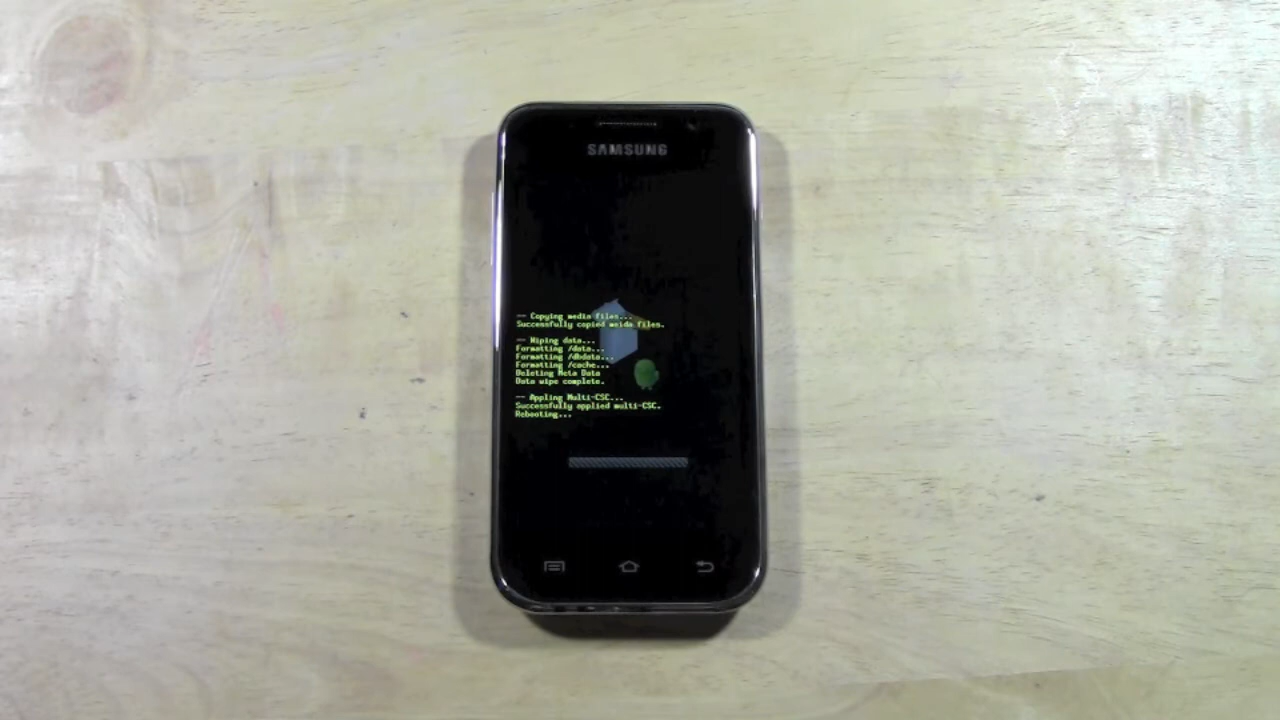 SAMSUNG
-- Copying media files...
Successfully copied meida files.
-- Wiping data...
Formatting /data...
Formatting /dbdata...
Formatting /cache...
Deleting Meta Data
Data wipe complete.
-- Appling Multi-CSC...
Successfully applied multi-CSC.
Rebooting...